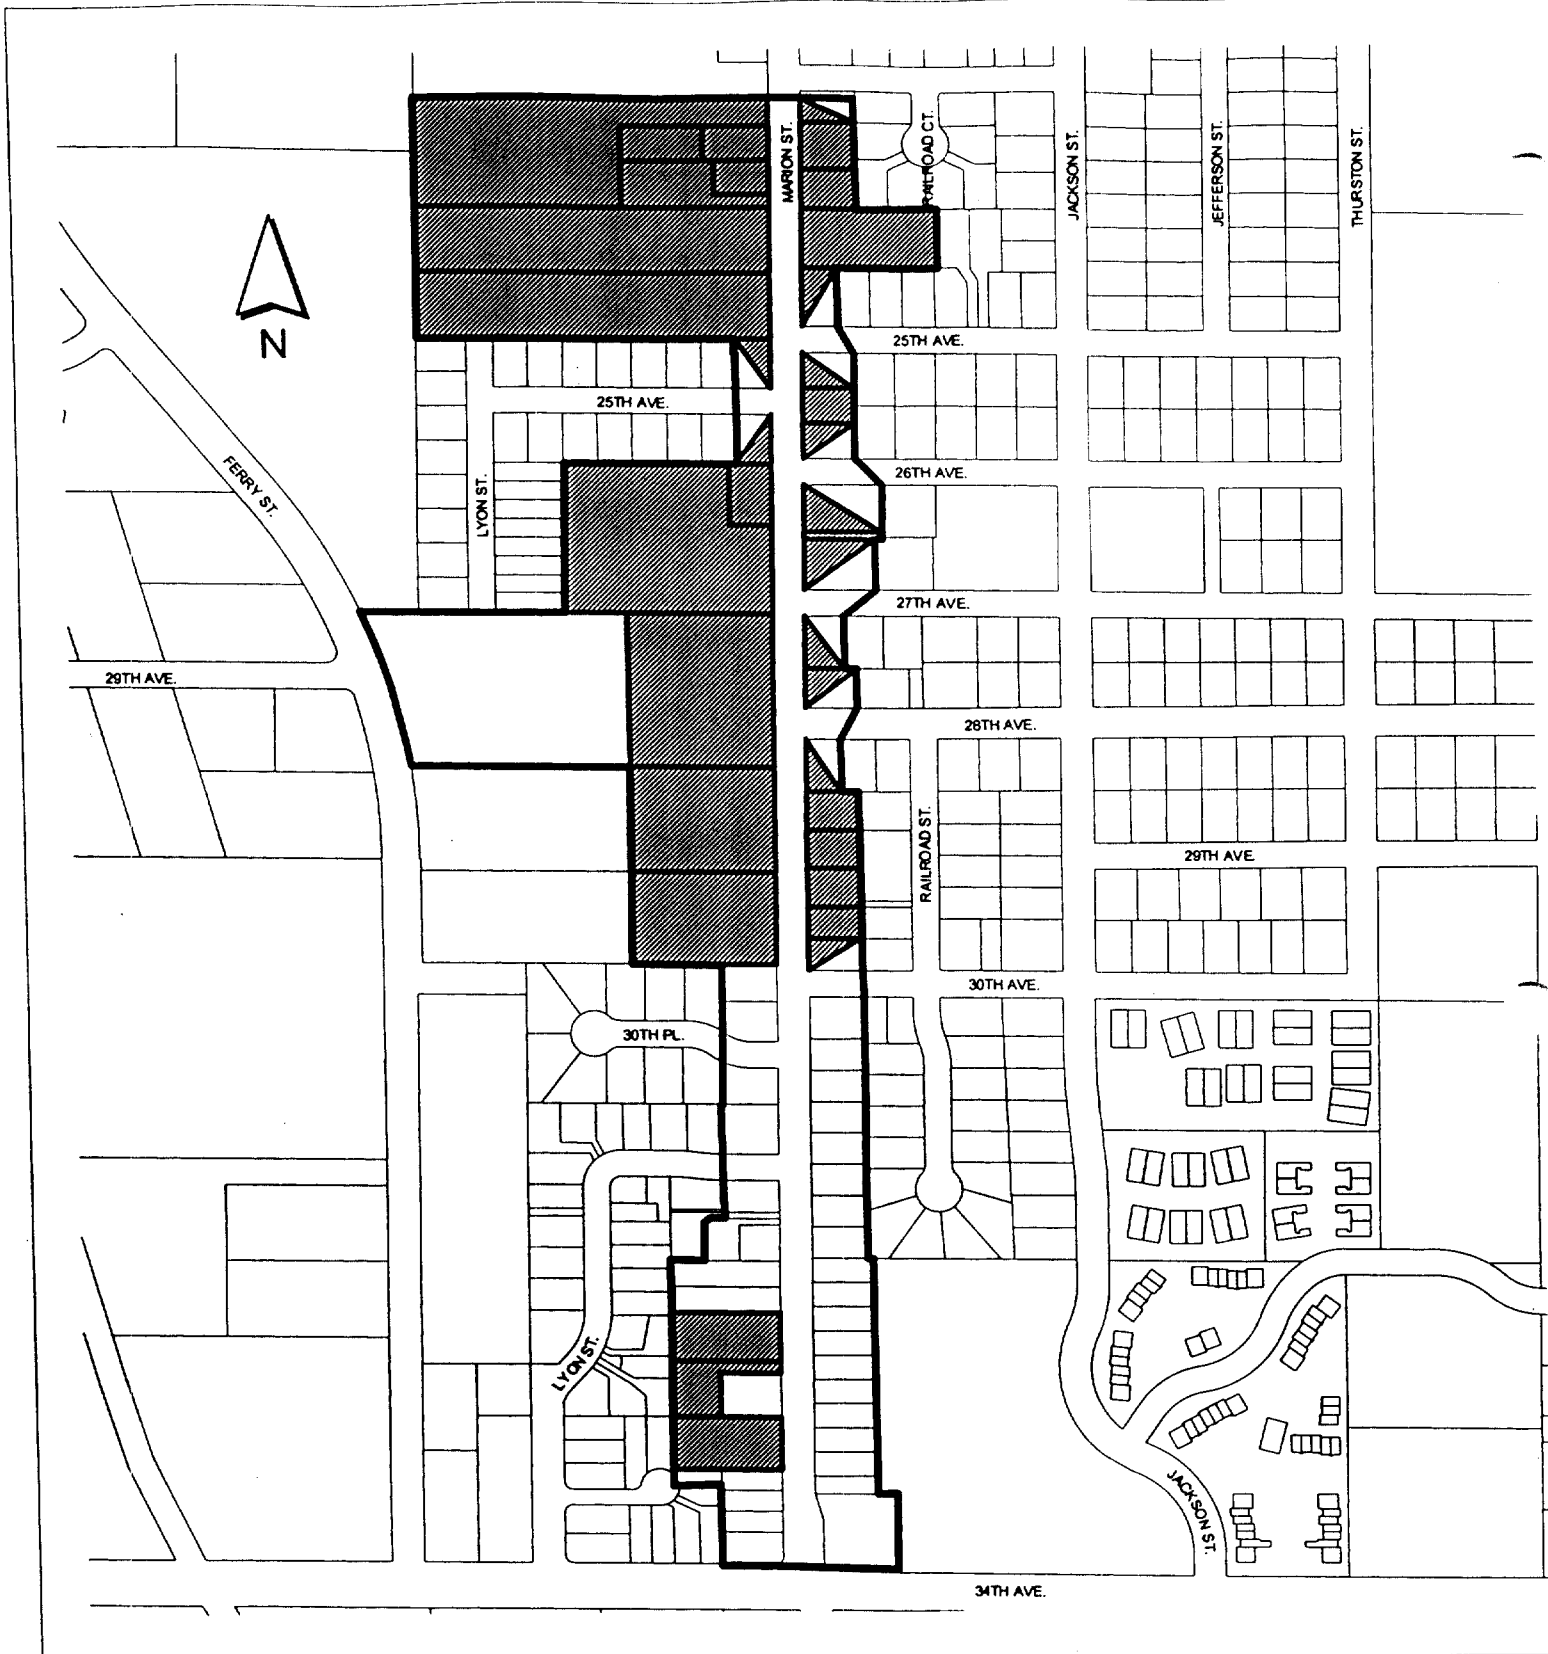 MARION ST.
RAILROAD CT.
JACKSON ST.
JEFFERSON ST.
THURSTON ST.
N
25TH AVE.
25TH AVE.
FERRY ST.
LYON ST.
26TH AVE.
27TH AVE.
29TH AVE.
28TH AVE.
RAILROAD ST.
29TH AVE.
30TH AVE.
30TH PL.
LYON ST.
JACKSON ST.
34TH AVE.